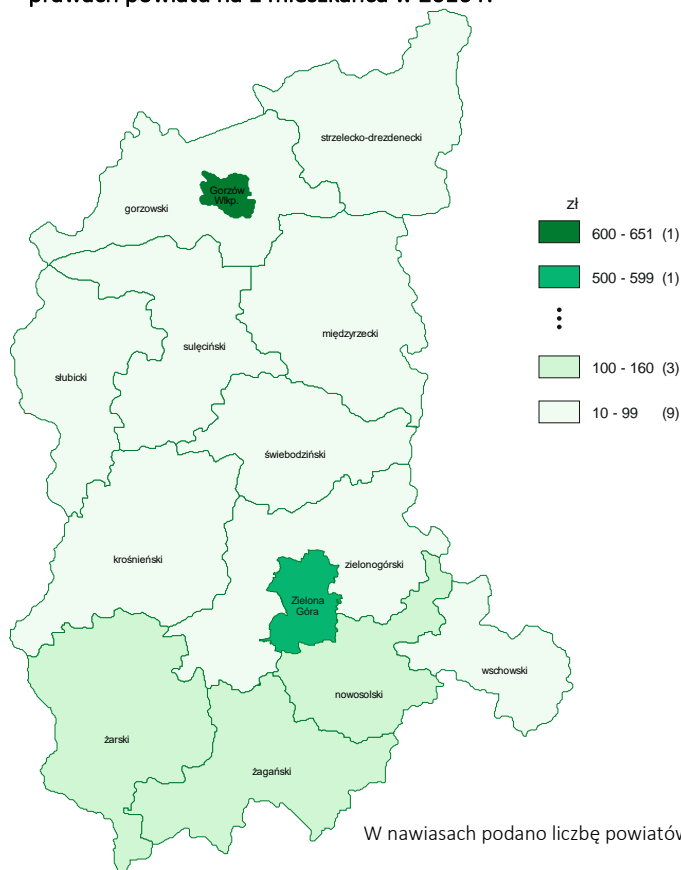 strzelecko-drezdenecki
Gorzów
Wlkp.
gorzowski
zł
600 - 651 (1)
500 - 599 (1)
100 - 160 (3)
10 - 99 (9)
międzyrzecki
sulęciński
słubicki
świebodziński
krośnieński
zielonogórski
Zielona
Góra
wschowski
nowosolski
żarski
żagański
W nawiasach podano liczbę powiatów